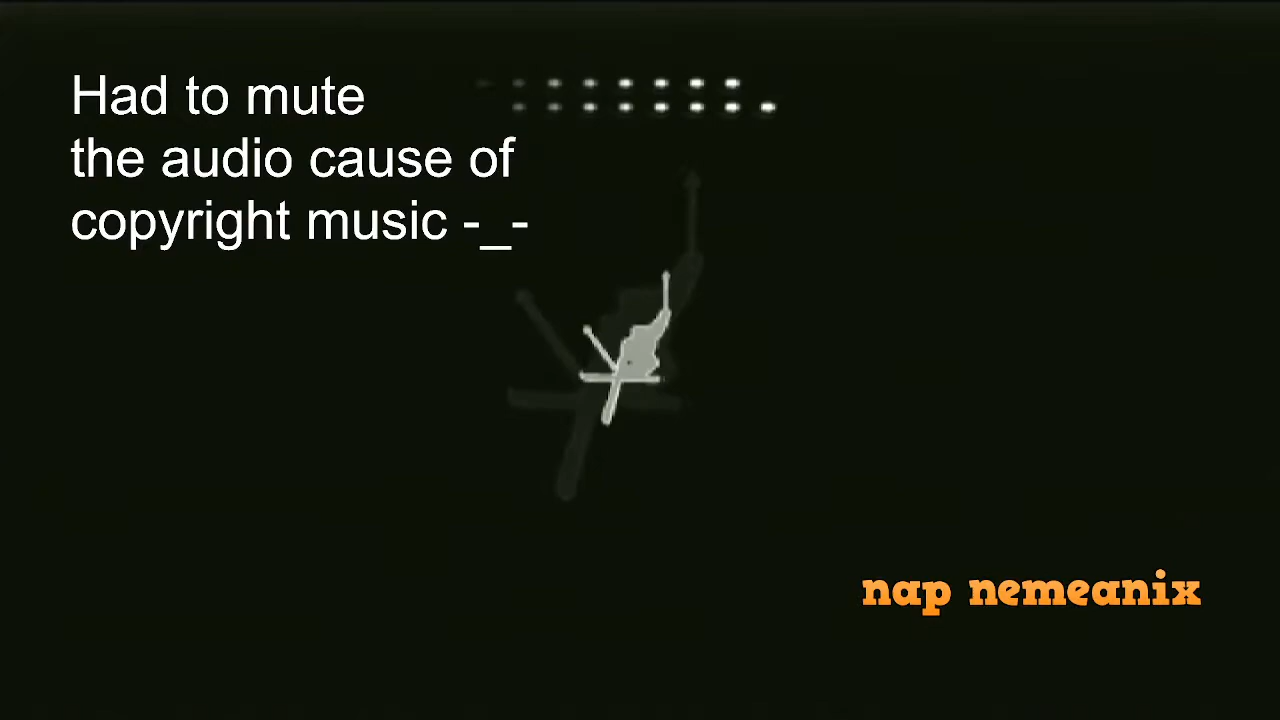 Had to mute
the audio cause of
copyright music -_-
nap nemeanix